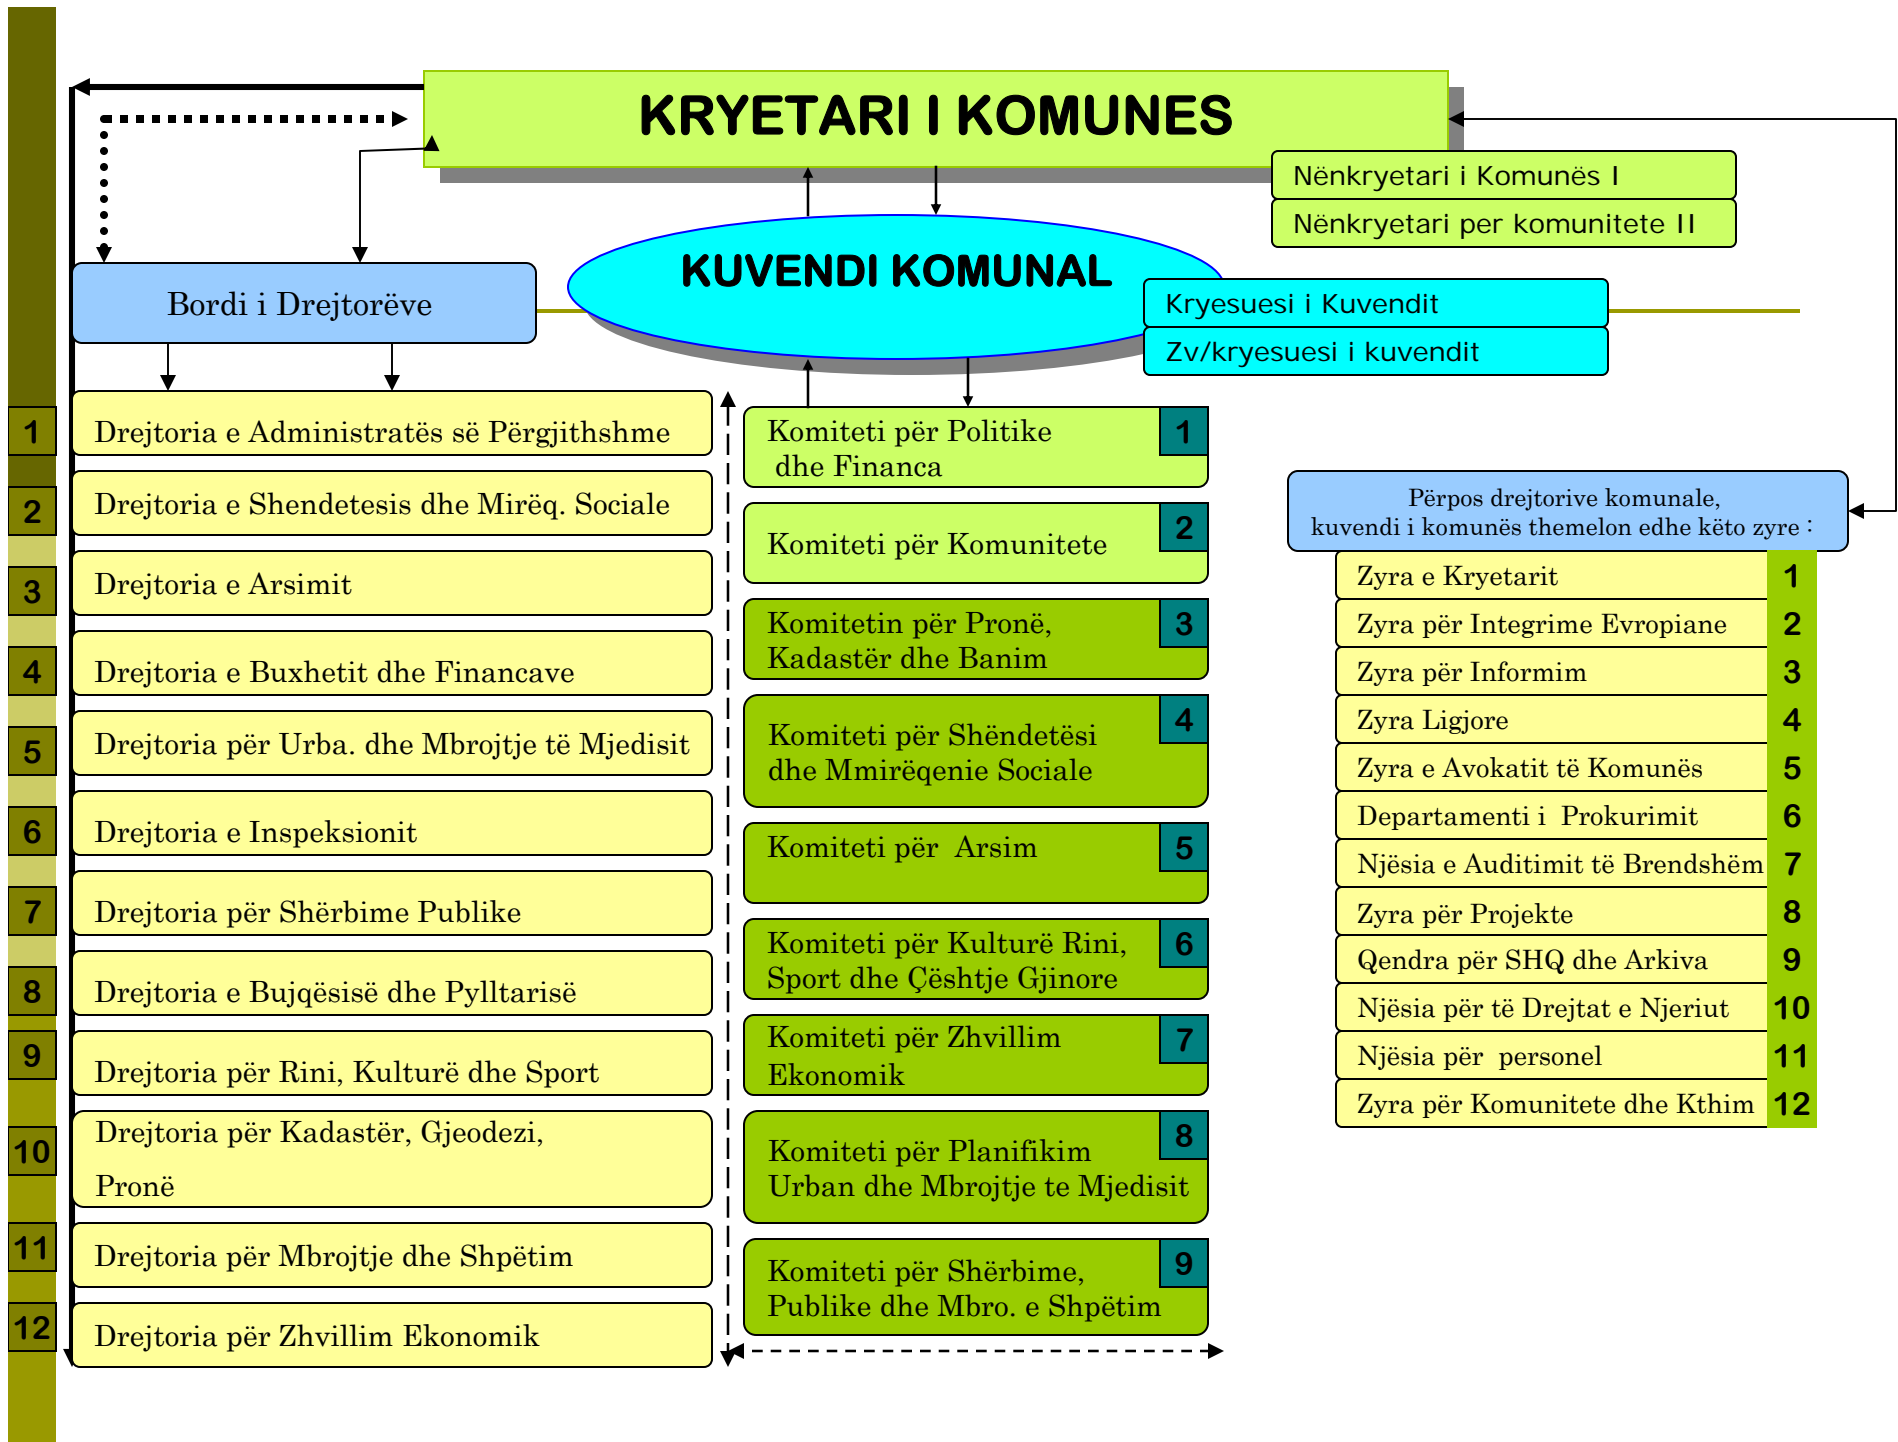 KRYETARI I KOMUNES
Nënkryetari i Komunës I
Nënkryetari per komunitete II
KUVENDI KOMUNAL
Kryesuesi i Kuvendit
Zv/kryesuesi i kuvendit
Bordi i Drejtorëve
1 Drejtoria e Administratës së Përgjithshme
2 Drejtoria e Shendetesis dhe Mirëq. Sociale
3 Drejtoria e Arsimit
4 Drejtoria e Buxhetit dhe Financave
5 Drejtoria për Urba. dhe Mbrojtje të Mjedisit
6 Drejtoria e Inspeksionit
7 Drejtoria për Shërbime Publike
8 Drejtoria e Bujqësisë dhe Pylltarisë
9 Drejtoria për Rini, Kulturë dhe Sport
10 Drejtoria për Kadastër, Gjeodezi,
Pronë
11 Drejtoria për Mbrojtje dhe Shpëtim
12 Drejtoria për Zhvillim Ekonomik
Komiteti për Politike 1
dhe Financa
Komiteti për Komunitete 2
Komitetin për Pronë, 3
Kadastër dhe Banim
Komiteti për Shëndetësi 4
dhe Mmirëqenie Sociale
Komiteti për Arsim 5
Komiteti për Kulturë Rini, 6
Sport dhe Çështje Gjinore
Komiteti për Zhvillim 7
Ekonomik
Komiteti për Planifikim 8
Urban dhe Mbrojtje te Mjedisit
Komiteti për Shërbime, 9
Publike dhe Mbro. e Shpëtim
Përpos drejtorive komunale,
kuvendi i komunës themelon edhe këto zyre :
Zyra e Kryetarit 1
Zyra për Integrime Evropiane 2
Zyra për Informim 3
Zyra Ligjore 4
Zyra e Avokatit të Komunës 5
Departamenti i Prokurimit 6
Njësia e Auditimit të Brendshëm 7
Zyra për Projekte 8
Qendra për SHQ dhe Arkiva 9
Njësia për të Drejtat e Njeriut 10
Njësia për personel 11
Zyra për Komunitete dhe Kthim 12